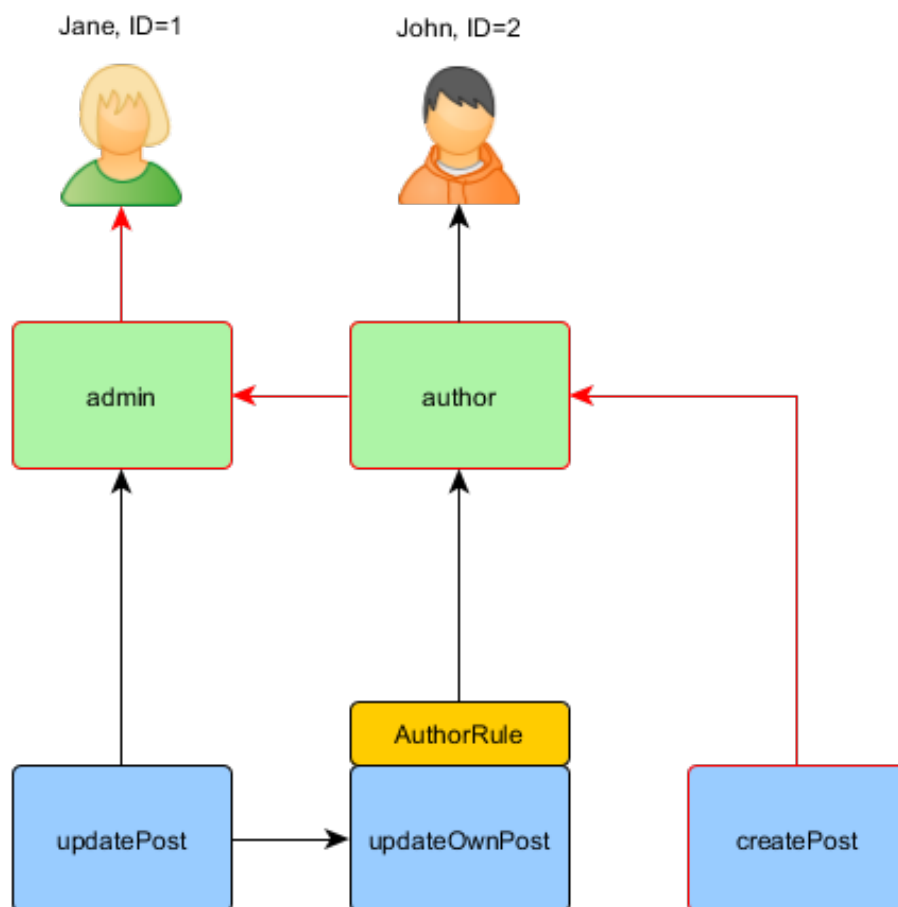 Jane, ID=1
John, ID=2
admin
author
AuthorRule
updatePost
updateOwnPost
createPost